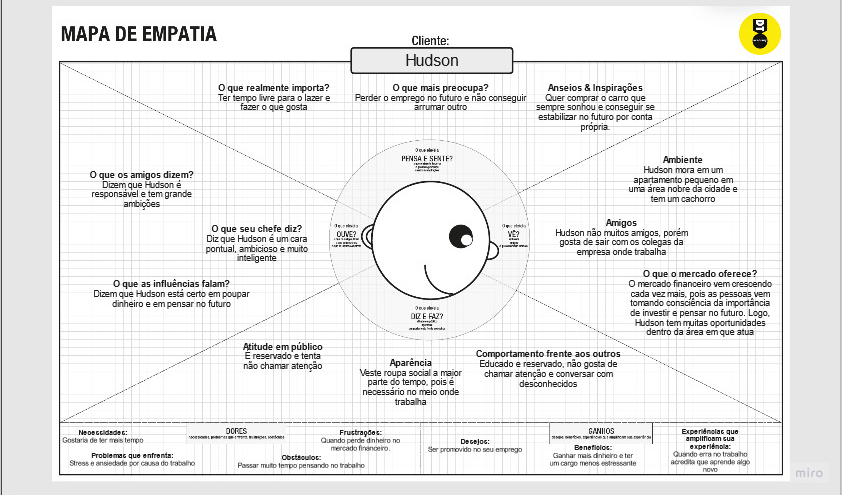 MAPA DE EMPATIA
Cliente:
Hudson
O que realmente importa?
Ter tempo livre para o lazer e
fazer o que gosta
O que mais preocupa?
Perder o emprego no futuro e não conseguir
arrumar outro
Anseios & Inspirações
Quer comprar o carro que
sempre sonhou e conseguir se
estabilizar no futuro por conta
própria.
O que os amigos dizem?
Dizem que Hudson é
responsável e tem grande
ambições
O que seu chefe diz?
Diz que Hudson é um cara
pontual, ambicioso e muito
inteligente
O que as influências falam?
Dizem que Hudson está certo em poupar
dinheiro e em pensar no futuro
O que ele/a
PENSA E SENTE?
O que ele/a
OUVE?
O que ele/a
VÊ?
O que ele/a
DIZ E FAZ?
Ambiente
Hudson mora em um
apartamento pequeno em
uma área nobre da cidade e
tem um cachorro
Amigos
Hudson não muitos amigos, porém
gosta de sair com os colegas da
empresa onde trabalha
O que o mercado oferece?
O mercado financeiro vem crescendo
cada vez mais, pois as pessoas vem
tomando consciência da importância
de investir e pensar no futuro. Logo,
Hudson tem muitas oportunidades
dentro da área em que atua
Atitude em público
É reservado e tenta
não chamar atenção
Aparência
Veste roupa social a maior
parte do tempo, pois é
necessário no meio onde
trabalha
Comportamento frente aos outros
Educado e reservado, não gosta de
chamar atenção e conversar com
desconhecidos
DORES
Necessidades:
Gostaria de ter mais tempo
Problemas que enfrenta:
Stress e ansiedade por causa do trabalho
Frustrações:
Quando perde dinheiro no
mercado financeiro.
Obstáculos:
Passar muito tempo pensando no trabalho
GANHOS
Desejos:
Ser promovido no seu emprego
Benefícios:
Ganhar mais dinheiro e ter
um cargo menos estressante
Experiências que
amplificam sua
experiência:
Quando erra no trabalho
acredita que aprende algo
novo
miro